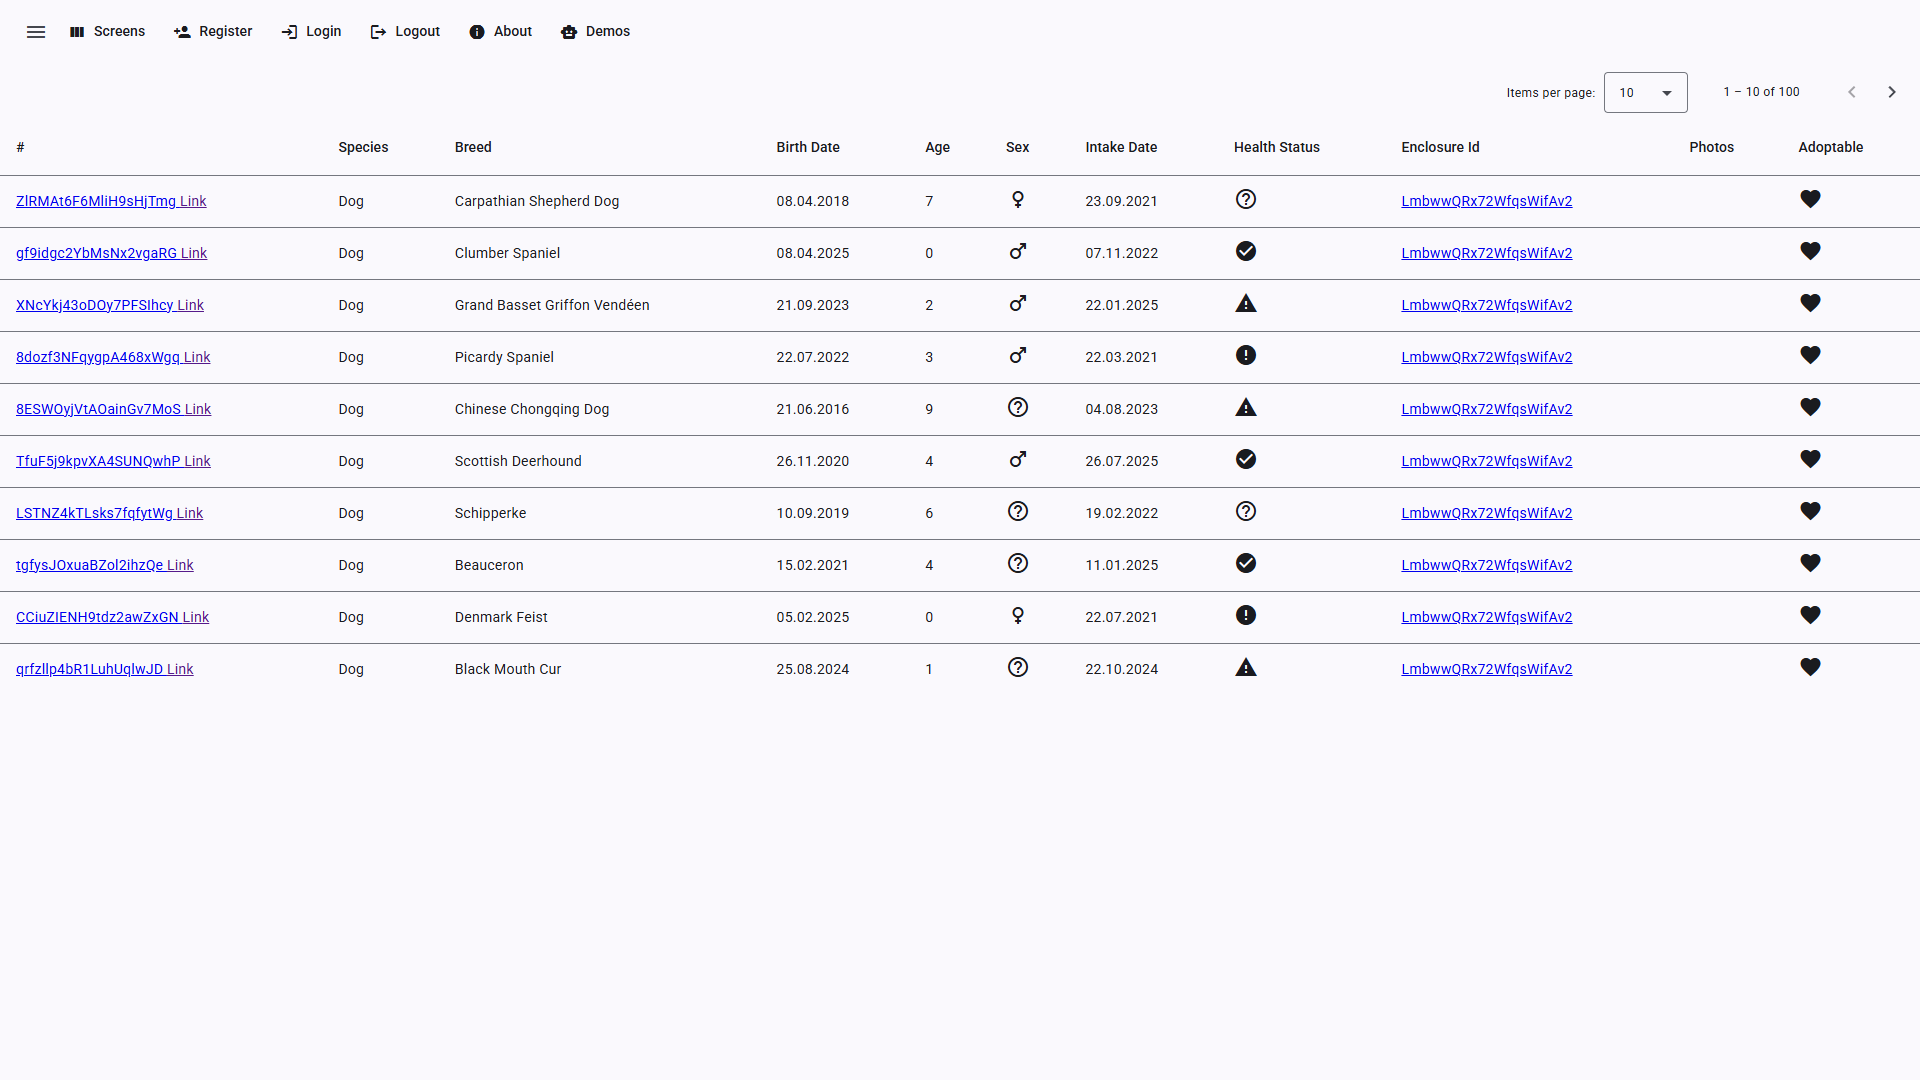 Screens Register Login Logout About Demos
Items per page: 10 1 – 10 of 100
# Species Breed Birth Date Age Sex Intake Date Health Status Enclosure Id Photos Adoptable
ZlRMAt6F6MliH9sHjTmg Link Dog Carpathian Shepherd Dog 08.04.2018 7 23.09.2021 LmbwwQRx72WfqsWifAv2
gf9idgc2YbMsNx2vgaRG Link Dog Clumber Spaniel 08.04.2025 0 07.11.2022 LmbwwQRx72WfqsWifAv2
XNcYkj43oDOy7PFSIhcy Link Dog Grand Basset Griffon Vendéen 21.09.2023 2 22.01.2025 LmbwwQRx72WfqsWifAv2
8dozf3NFqygpA468xWgq Link Dog Picardy Spaniel 22.07.2022 3 22.03.2021 LmbwwQRx72WfqsWifAv2
8ESWOyjVtAOainGv7MoS Link Dog Chinese Chongqing Dog 21.06.2016 9 04.08.2023 LmbwwQRx72WfqsWifAv2
TfuF5j9kpvXA4SUNQwhP Link Dog Scottish Deerhound 26.11.2020 4 26.07.2025 LmbwwQRx72WfqsWifAv2
LSTNZ4kTLsks7fqfytWg Link Dog Schipperke 10.09.2019 6 19.02.2022 LmbwwQRx72WfqsWifAv2
tgfysJOxuaBZol2ihzQe Link Dog Beauceron 15.02.2021 4 11.01.2025 LmbwwQRx72WfqsWifAv2
CCiuZIENH9tdz2awZxGN Link Dog Denmark Feist 05.02.2025 0 22.07.2021 LmbwwQRx72WfqsWifAv2
qrfzllp4bR1LuhUqlwJD Link Dog Black Mouth Cur 25.08.2024 1 22.10.2024 LmbwwQRx72WfqsWifAv2